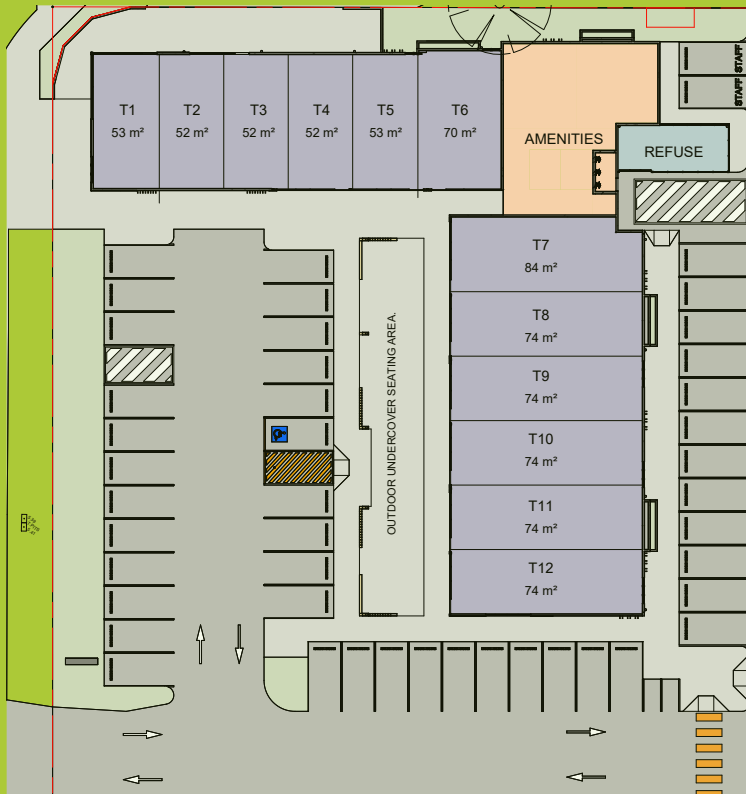 STAFF
STAFF
T1
53 m²
T2
52 m²
T3
52 m²
T4
52 m²
T5
53 m²
T6
70 m²
AMENITIES
REFUSE
T7
84 m²
T8
74 m²
T9
74 m²
T10
74 m²
T11
74 m²
T12
74 m²
OUTDOOR UNDERCOVER SEATING AREA.